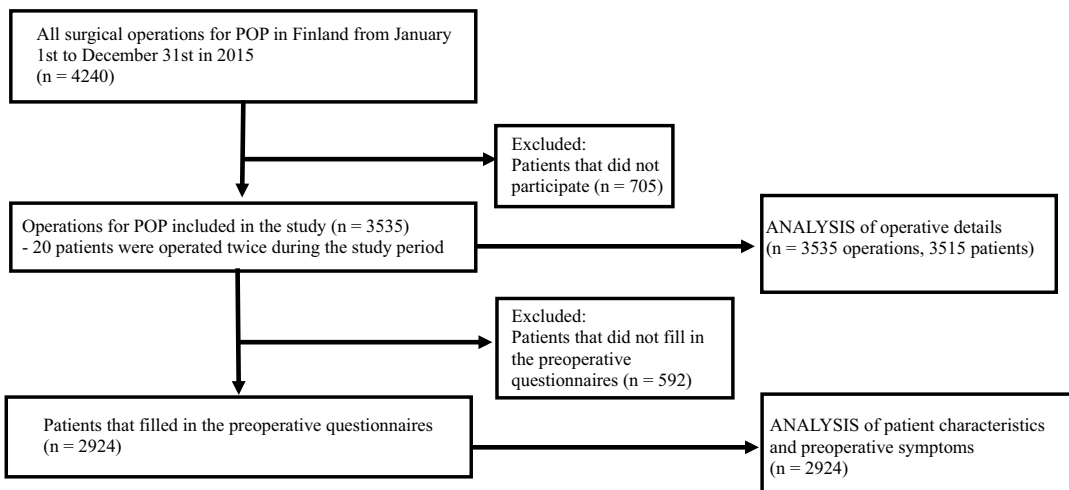 All surgical operations for POP in Finland from January
1st to December 31st in 2015
(n = 4240)
Excluded:
Patients that did not
participate (n = 705)
Operations for POP included in the study (n = 3535)
- 20 patients were operated twice during the study period
ANALYSIS of operative details
(n = 3535 operations, 3515 patients)
Excluded:
Patients that did not fill in
the preoperative
questionnaires (n = 592)
Patients that filled in the preoperative questionnaires
(n = 2924)
ANALYSIS of patient characteristics
and preoperative symptoms
(n = 2924)